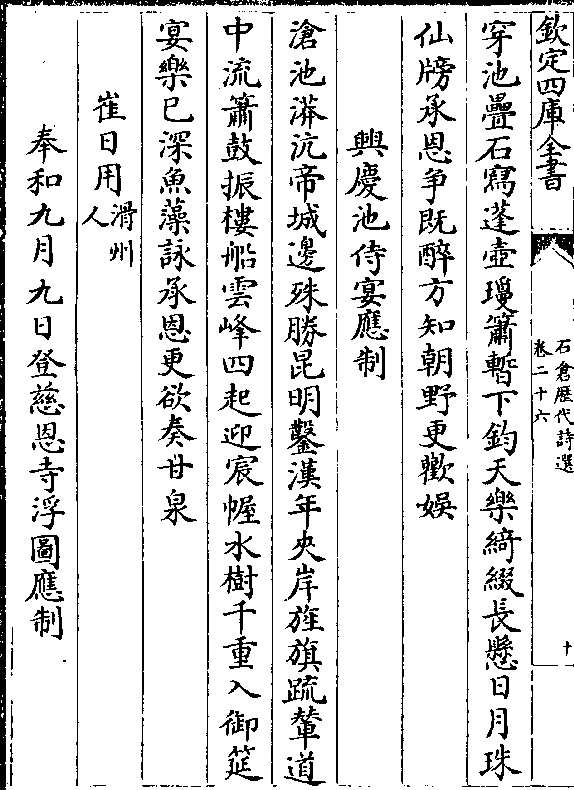 欽定四庫全書
石倉歷代詩選
卷二十六
十
穿池疊石寫蓬壺瓊簫暫下鈞天樂綺綴長懸日月珠
仙牓承恩争既醉方知朝野更歡娱
興慶池侍宴應制
滄池漭沆帝城邊殊勝昆明鑿漢年夾岸旌旗疏輦道
中流簫鼓振樓船雲峰四起迎宸幄水樹千重入御筵
宴樂已深魚藻詠承恩更欲奏甘泉
崔日用滑州人
奉和九月九日登慈恩寺浮圖應制